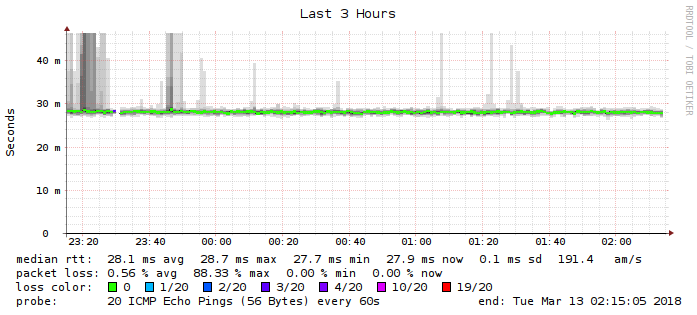 Last 3 Hours
RRDTOOL / TOBI OETIKER
Seconds
40 m
30 m
20 m
10 m
0
23:20 23:40 00:00 00:20 00:40 01:00 01:20 01:40 02:00
median rtt: 28.1 ms avg 28.7 ms max 27.7 ms min 27.9 ms now 0.1 ms sd 191.4 am/s
packet loss: 0.56 % avg 88.33 % max 0.00 % min 0.00 % now
loss color: 0 1/20 2/20 3/20 4/20 10/20 19/20
probe: 20 ICMP Echo Pings (56 Bytes) every 60s end: Tue Mar 13 02:15:05 2018